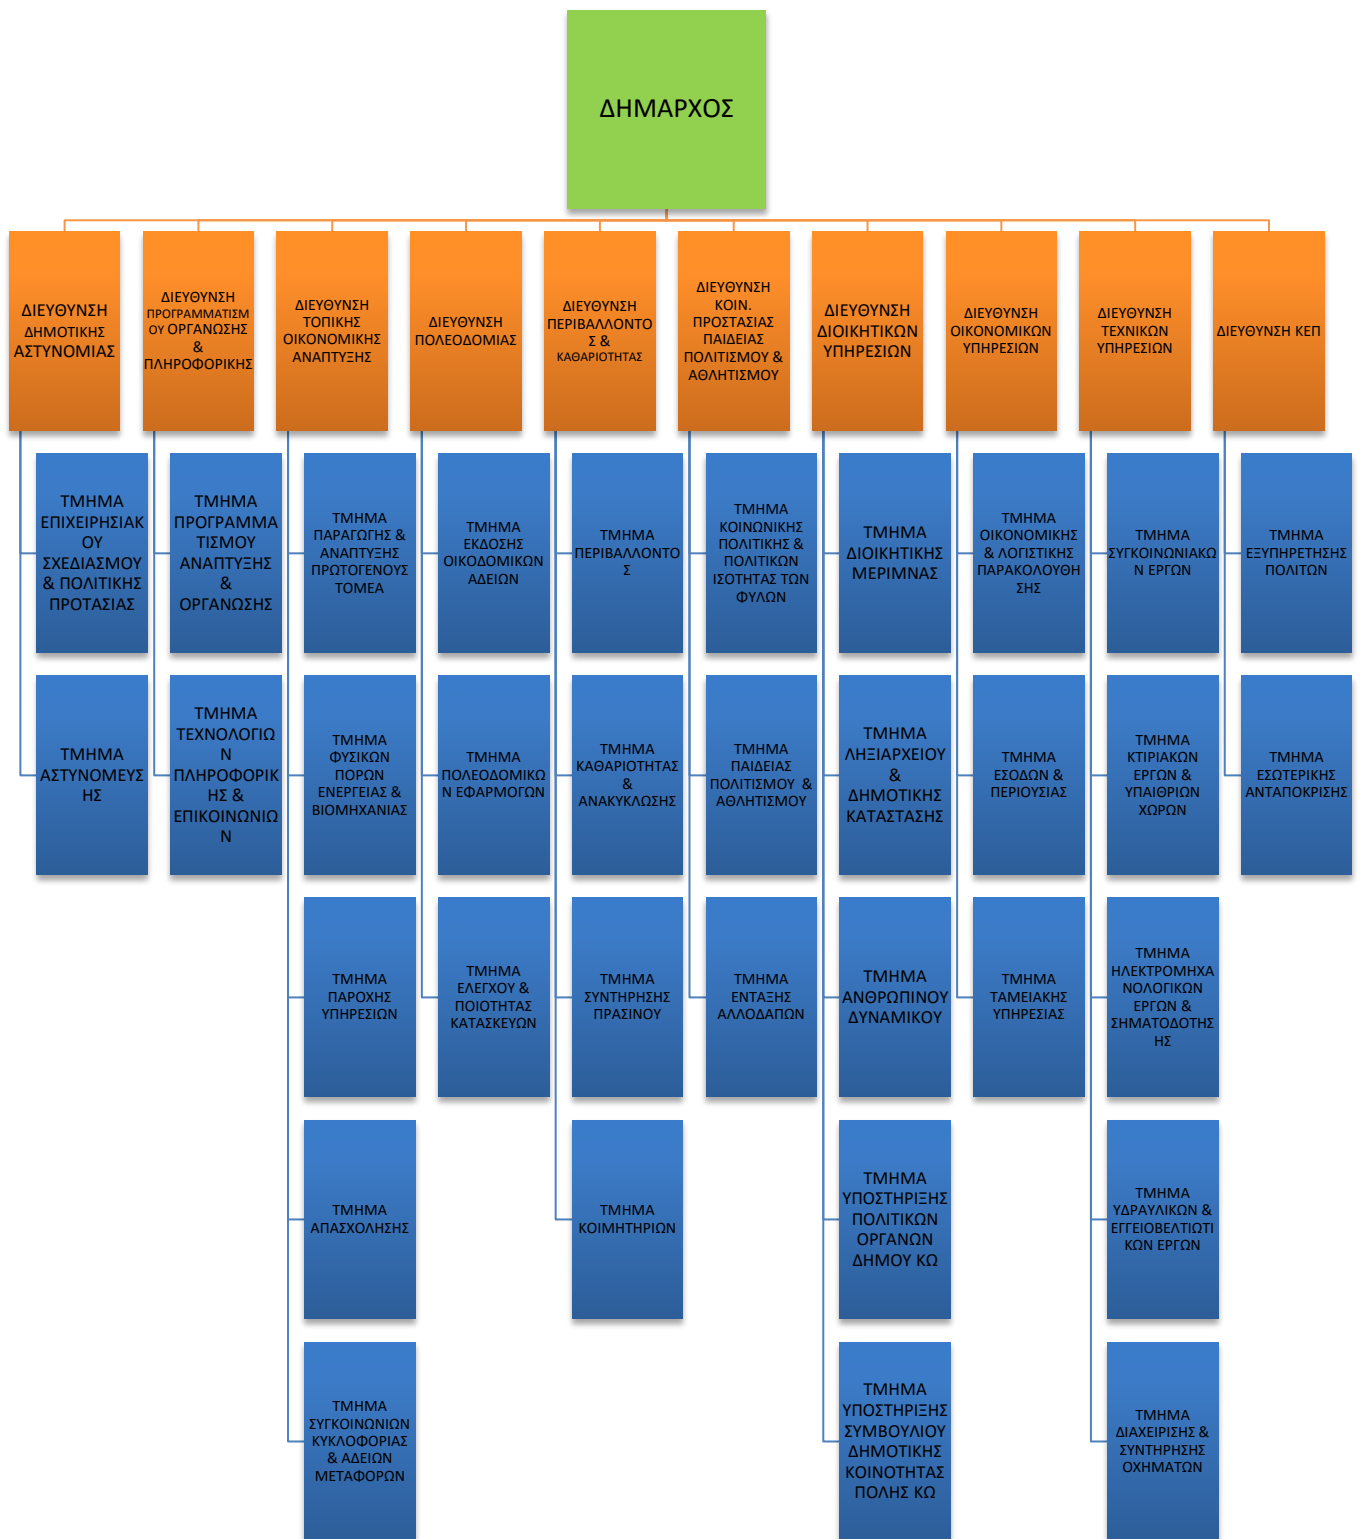 ΔΗΜΑΡΧΟΣ
ΔΙΕΥΘΥΝΣΗ
ΔΗΜΟΤΙΚΗΣ
ΑΣΤΥΝΟΜΙΑΣ
ΔΙΕΥΘΥΝΣΗ
ΠΡΟΓΡΑΜΜΑΤΙΣΜ
ΟΥ ΟΡΓΑΝΩΣΗΣ
&
ΠΛΗΡΟΦΟΡΙΚΗΣ
ΔΙΕΥΘΥΝΣΗ
ΤΟΠΙΚΗΣ
ΟΙΚΟΝΟΜΙΚΗΣ
ΑΝΑΠΤΥΞΗΣ
ΔΙΕΥΘΥΝΣΗ
ΠΟΛΕΟΔΟΜΙΑΣ
ΔΙΕΥΘΥΝΣΗ
ΠΕΡΙΒΑΛΛΟΝΤΟ
Σ &
ΚΑΘΑΡΙΟΤΗΤΑΣ
ΔΙΕΥΘΥΝΣΗ
ΚΟΙΝ.
ΠΡΟΣΤΑΣΙΑΣ
ΠΑΙΔΕΙΑΣ
ΠΟΛΙΤΙΣΜΟΥ &
ΑΘΛΗΤΙΣΜΟΥ
ΔΙΕΥΘΥΝΣΗ
ΔΙΟΙΚΗΤΙΚΩΝ
ΥΠΗΡΕΣΙΩΝ
ΔΙΕΥΘΥΝΣΗ
ΟΙΚΟΝΟΜΙΚΩΝ
ΥΠΗΡΕΣΙΩΝ
ΔΙΕΥΘΥΝΣΗ
ΤΕΧΝΙΚΩΝ
ΥΠΗΡΕΣΙΩΝ
ΔΙΕΥΘΥΝΣΗ ΚΕΠ
ΤΜΗΜΑ
ΕΠΙΧΕΙΡΗΣΙΑΚ
ΟΥ
ΣΧΕΔΙΑΣΜΟΥ
& ΠΟΛΙΤΙΚΗΣ
ΠΡΟΤΑΣΙΑΣ
ΤΜΗΜΑ
ΠΡΟΓΡΑΜΜΑ
ΤΙΣΜΟΥ
ΑΝΑΠΤΥΞΗΣ
&
ΟΡΓΑΝΩΣΗΣ
ΤΜΗΜΑ
ΠΑΡΑΓΩΓΗΣ &
ΑΝΑΠΤΥΞΗΣ
ΠΡΩΤΟΓΕΝΟΥΣ
ΤΟΜΕΑ
ΤΜΗΜΑ
ΕΚΔΟΣΗΣ
ΟΙΚΟΔΟΜΙΚΩΝ
ΑΔΕΙΩΝ
ΤΜΗΜΑ
ΠΕΡΙΒΑΛΛΟΝΤΟ
Σ
ΤΜΗΜΑ
ΚΟΙΝΩΝΙΚΗΣ
ΠΟΛΙΤΙΚΗΣ &
ΠΟΛΙΤΙΚΩΝ
ΙΣΟΤΗΤΑΣ ΤΩΝ
ΦΥΛΩΝ
ΤΜΗΜΑ
ΔΙΟΙΚΗΤΙΚΗΣ
ΜΕΡΙΜΝΑΣ
ΤΜΗΜΑ
ΟΙΚΟΝΟΜΙΚΗΣ
& ΛΟΓΙΣΤΙΚΗΣ
ΠΑΡΑΚΟΛΟΥΘΗ
ΣΗΣ
ΤΜΗΜΑ
ΣΥΓΚΟΙΝΩΝΙΑΚΩ
Ν ΕΡΓΩΝ
ΤΜΗΜΑ
ΕΞΥΠΗΡΕΤΗΣΗΣ
ΠΟΛΙΤΩΝ
ΤΜΗΜΑ
ΑΣΤΥΝΟΜΕΥΣ
ΗΣ
ΤΜΗΜΑ
ΤΕΧΝΟΛΟΓΙΩ
Ν
ΠΛΗΡΟΦΟΡΙΚ
ΗΣ &
ΕΠΙΚΟΙΝΩΝΙΩ
Ν
ΤΜΗΜΑ
ΦΥΣΙΚΩΝ
ΠΟΡΩΝ
ΕΝΕΡΓΕΙΑΣ &
ΒΙΟΜΗΧΑΝΙΑΣ
ΤΜΗΜΑ
ΠΟΛΕΟΔΟΜΙΚΩ
Ν ΕΦΑΡΜΟΓΩΝ
ΤΜΗΜΑ
ΚΑΘΑΡΙΟΤΗΤΑΣ
&
ΑΝΑΚΥΚΛΩΣΗΣ
ΤΜΗΜΑ
ΠΑΙΔΕΙΑΣ
ΠΟΛΙΤΙΣΜΟΥ &
ΑΘΛΗΤΙΣΜΟΥ
ΤΜΗΜΑ
ΛΗΞΙΑΡΧΕΙΟΥ
&
ΔΗΜΟΤΙΚΗΣ
ΚΑΤΑΣΤΑΣΗΣ
ΤΜΗΜΑ
ΕΣΟΔΩΝ &
ΠΕΡΙΟΥΣΙΑΣ
ΤΜΗΜΑ
ΚΤΙΡΙΑΚΩΝ
ΕΡΓΩΝ &
ΥΠΑΙΘΡΙΩΝ
ΧΩΡΩΝ
ΤΜΗΜΑ
ΕΣΩΤΕΡΙΚΗΣ
ΑΝΤΑΠΟΚΡΙΣΗΣ
ΤΜΗΜΑ
ΠΑΡΟΧΗΣ
ΥΠΗΡΕΣΙΩΝ
ΤΜΗΜΑ
ΕΛΕΓΧΟΥ &
ΠΟΙΟΤΗΤΑΣ
ΚΑΤΑΣΚΕΥΩΝ
ΤΜΗΜΑ
ΣΥΝΤΗΡΗΣΗΣ
ΠΡΑΣΙΝΟΥ
ΤΜΗΜΑ
ΕΝΤΑΞΗΣ
ΑΛΛΟΔΑΠΩΝ
ΤΜΗΜΑ
ΑΝΘΡΩΠΙΝΟΥ
ΔΥΝΑΜΙΚΟΥ
ΤΜΗΜΑ
ΤΑΜΕΙΑΚΗΣ
ΥΠΗΡΕΣΙΑΣ
ΤΜΗΜΑ
ΗΛΕΚΤΡΟΜΗΧΑ
ΝΟΛΟΓΙΚΩΝ
ΕΡΓΩΝ &
ΣΗΜΑΤΟΔΟΤΗΣ
ΗΣ
ΤΜΗΜΑ
ΑΠΑΣΧΟΛΗΣΗΣ
ΤΜΗΜΑ
ΚΟΙΜΗΤΗΡΙΩΝ
ΤΜΗΜΑ
ΥΠΟΣΤΗΡΙΞΗΣ
ΠΟΛΙΤΙΚΩΝ
ΟΡΓΑΝΩΝ
ΔΗΜΟΥ ΚΩ
ΤΜΗΜΑ
ΥΔΡΑΥΛΙΚΩΝ &
ΕΓΓΕΙΟΒΕΛΤΙΩΤΙ
ΚΩΝ ΕΡΓΩΝ
ΤΜΗΜΑ
ΣΥΓΚΟΙΝΩΝΙΩΝ
ΚΥΚΛΟΦΟΡΙΑΣ
& ΑΔΕΙΩΝ
ΜΕΤΑΦΟΡΩΝ
ΤΜΗΜΑ
ΥΠΟΣΤΗΡΙΞΗΣ
ΣΥΜΒΟΥΛΙΟΥ
ΔΗΜΟΤΙΚΗΣ
ΚΟΙΝΟΤΗΤΑΣ
ΠΟΛΗΣ ΚΩ
ΤΜΗΜΑ
ΔΙΑΧΕΙΡΙΣΗΣ &
ΣΥΝΤΗΡΗΣΗΣ
ΟΧΗΜΑΤΩΝ